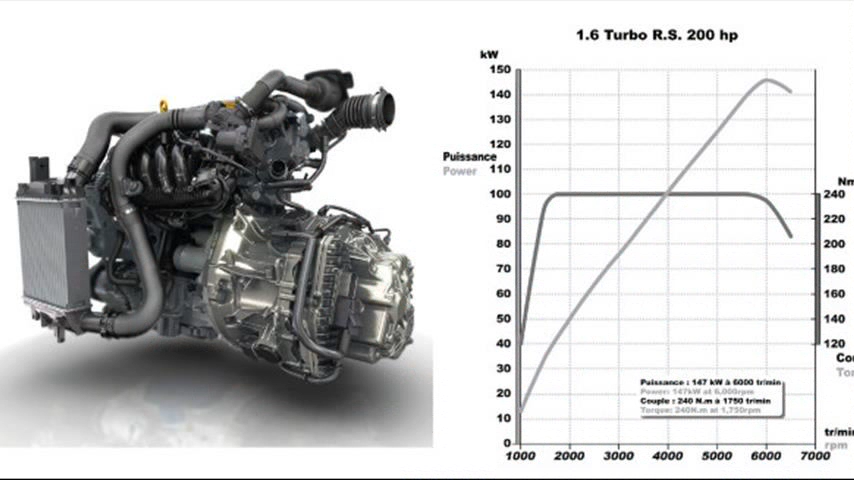 1.6 Turbo R.S. 200 hp
kW
150
140
130
120
110
Puissance
Power
100
90
80
70
60
50
40
30
20
10
0
1000 2000 3000 4000 5000 6000 7000
Nm
240
220
200
180
160
140
120
Co
To
tr/min
rpm
Puissance : 147 kW à 6000 tr/min
Power: 147kW at 6,000rpm
Couple : 240 N.m à 1750 tr/min
Torque: 240N.m at 1,750rpm